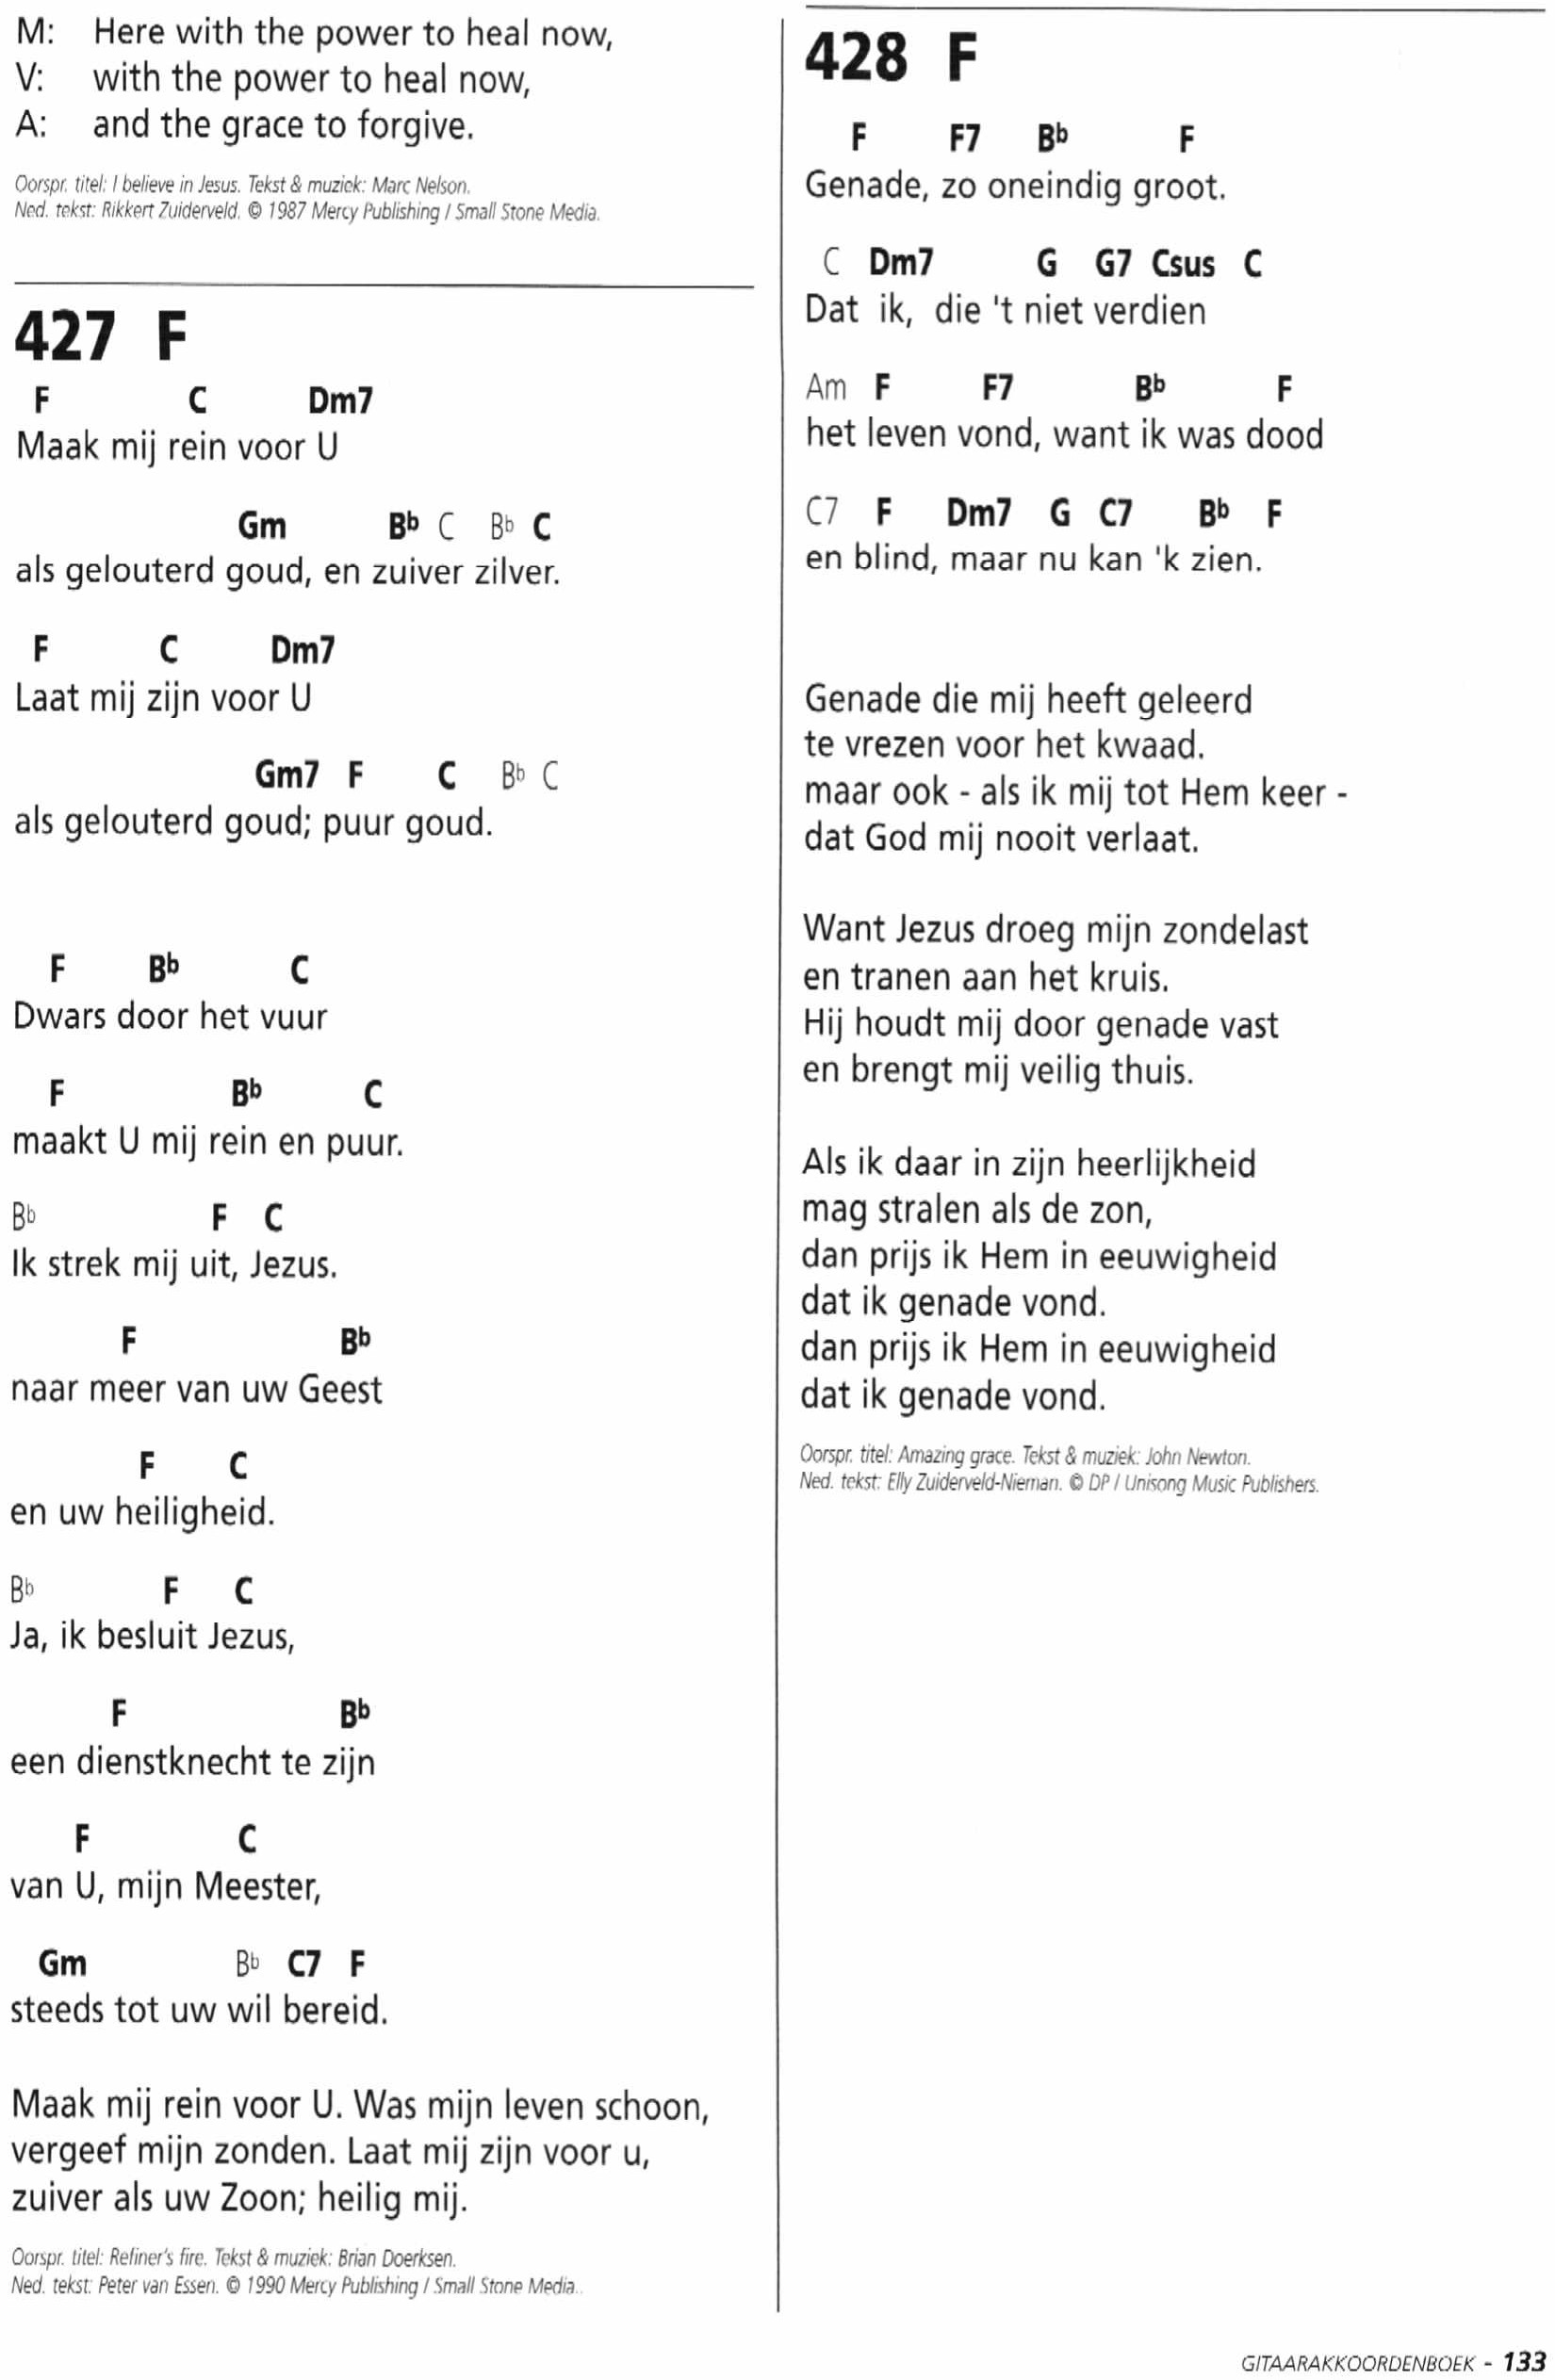 M: Here with the power to heal now,
V: with the power to heal now,
A: and the grace to forgive.
Oorspr. titel: I believe in Jesus. Tekst & muziek: Marc Nelson.
Ned. tekst: Rikkert Zuiderveld. © 1987 Mercy Publishing / Small Stone Media.
427 F
F C Dm7
Maak mij rein voor U
Gm Bb C Bb C
als gelouterd goud, en zuiver zilver.
F C Dm7
Laat mij zijn voor U
Gm7 F C Bb C
als gelouterd goud; puur goud.
F Bb C
Dwars door het vuur
F Bb C
maakt U mij rein en puur.
Bb F C
Ik strek mij uit, Jezus.
F Bb
naar meer van uw Geest
F C
en uw heiligheid.
Bb F C
Ja, ik besluit Jezus,
F Bb
een dienstknecht te zijn
F C
van U, mijn Meester,
Gm Bb C7 F
steeds tot uw wil bereid.
Maak mij rein voor U. Was mijn leven schoon,
vergeef mijn zonden. Laat mij zijn voor u,
zuiver als uw Zoon; heilig mij.
Oorspr. titel: Refiner's fire. Tekst & muziek: Brian Doerksen.
Ned. tekst: Peter van Essen. © 1990 Mercy Publishing / Small Stone Media..
428 F
F F7 Bb F
Genade, zo oneindig groot.
C Dm7 G G7 Csus C
Dat ik, die 't niet verdien
Am F F7 Bb F
het leven vond, want ik was dood
C7 F Dm7 G C7 Bb F
en blind, maar nu kan 'k zien.
Genade die mij heeft geleerd
te vrezen voor het kwaad.
maar ook - als ik mij tot Hem keer -
dat God mij nooit verlaat.
Want Jezus droeg mijn zondelast
en tranen aan het kruis.
Hij houdt mij door genade vast
en brengt mij veilig thuis.
Als ik daar in zijn heerlijkheid
mag stralen als de zon,
dan prijs ik Hem in eeuwigheid
dat ik genade vond.
dan prijs ik Hem in eeuwigheid
dat ik genade vond.
Oorspr. titel: Amazing grace. Tekst & muziek: John Newton.
Ned. tekst: Elly Zuiderveld-Nieman. © DP / Unisong Music Publishers.
GITAARAKKOORDENBOEK - 133